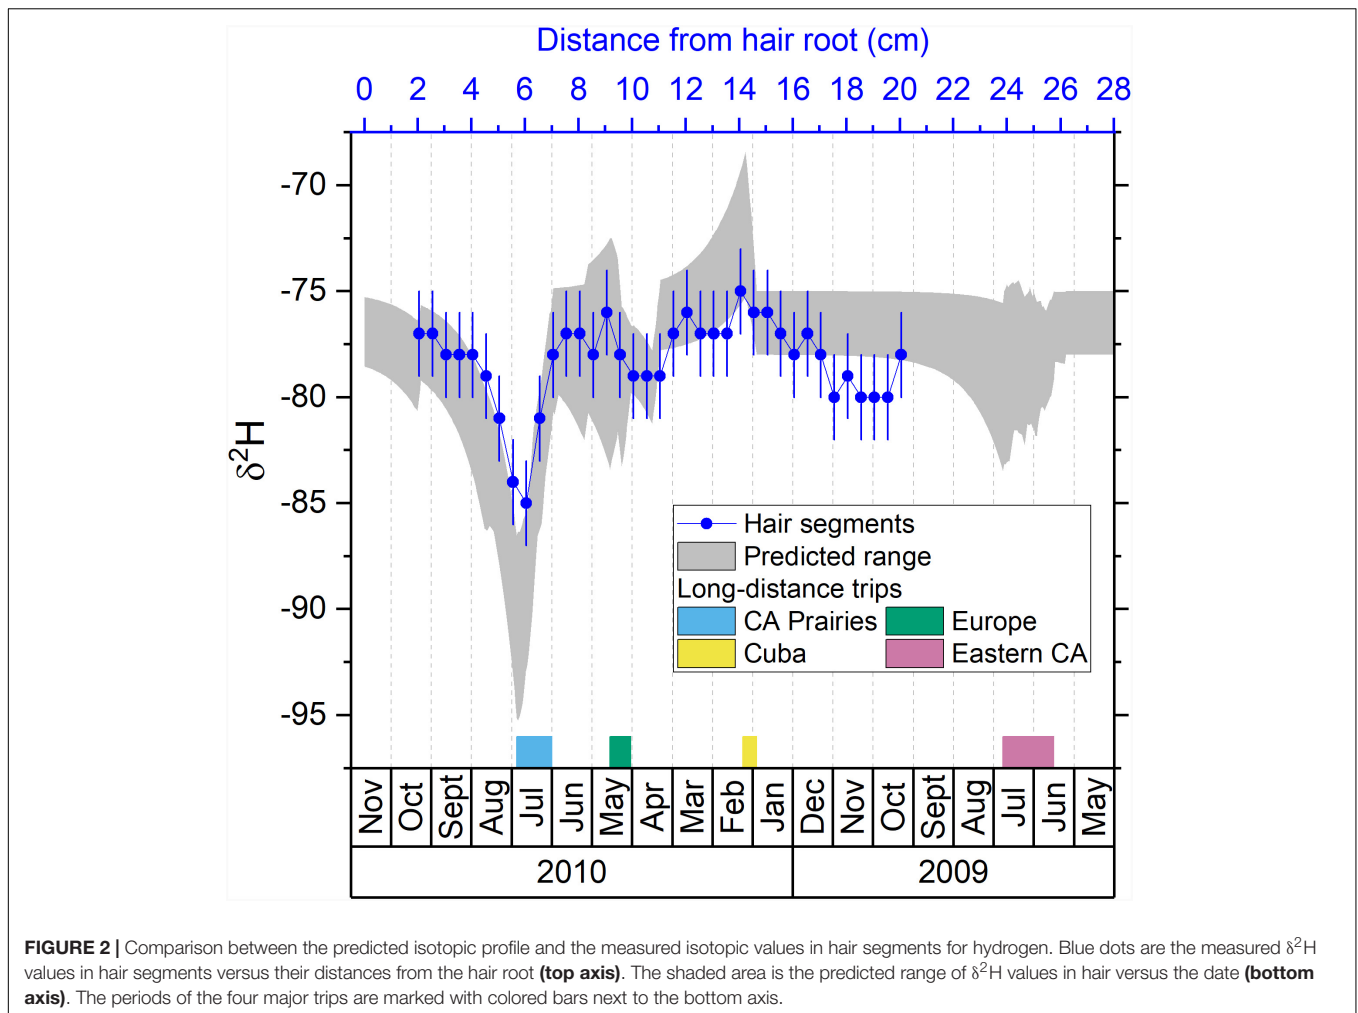 Distance from hair root (cm)
0 2 4 6 8 10 12 14 16 18 20 22 24 26 28
-70
-75
-80
-85
-90
-95
δ²H
Hair segments
Predicted range
Long-distance trips
CA Prairies Europe
Cuba Eastern CA
Nov Oct Sept Aug Jul Jun May Apr Mar Feb Jan Dec Nov Oct Sept Aug Jul Jun May
2010 2009
FIGURE 2 | Comparison between the predicted isotopic profile and the measured isotopic values in hair segments for hydrogen. Blue dots are the measured δ²H
values in hair segments versus their distances from the hair root (top axis). The shaded area is the predicted range of δ²H values in hair versus the date (bottom
axis). The periods of the four major trips are marked with colored bars next to the bottom axis.